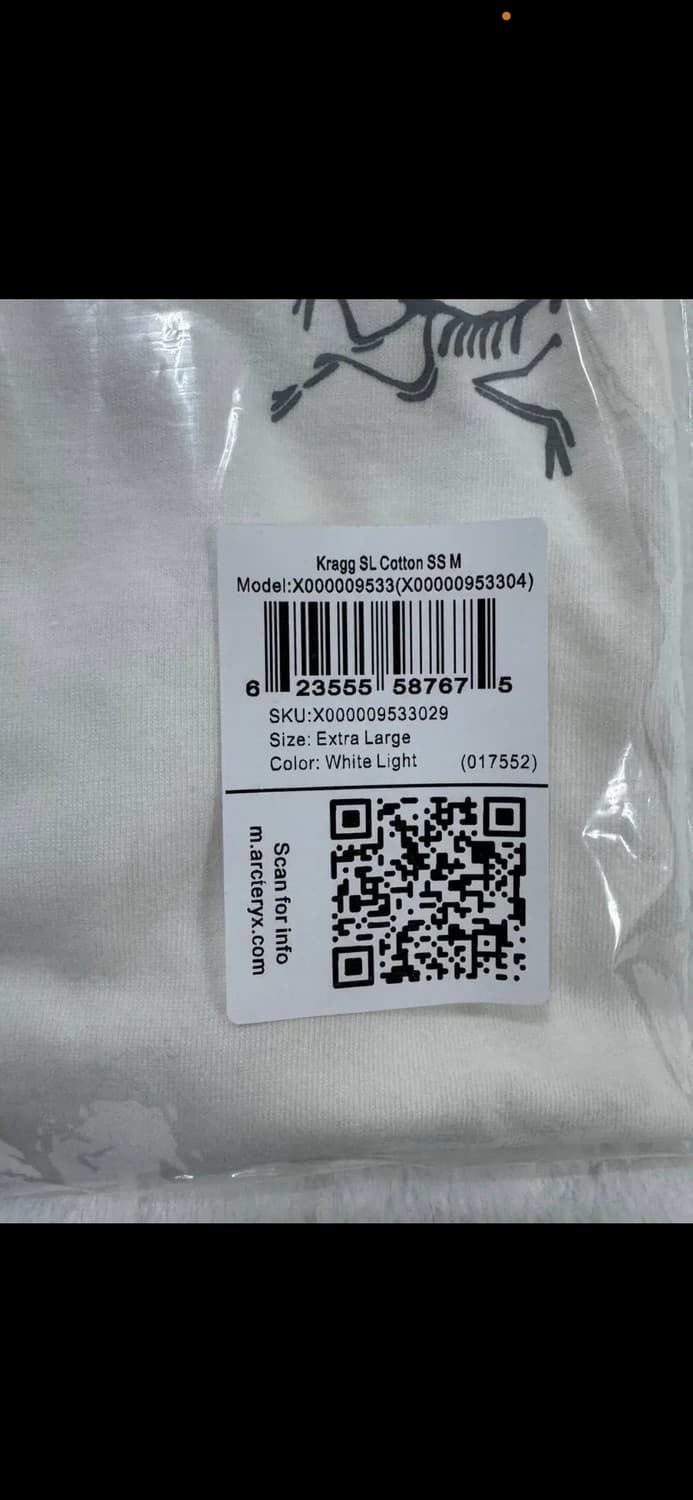 Kragg SL Cotton SS M
Model:X000009533(X00000953304)
6 23555 58767 5
SKU:X000009533029
Size: Extra Large
Color: White Light (017552)
Scan for info
m.arcteryx.com